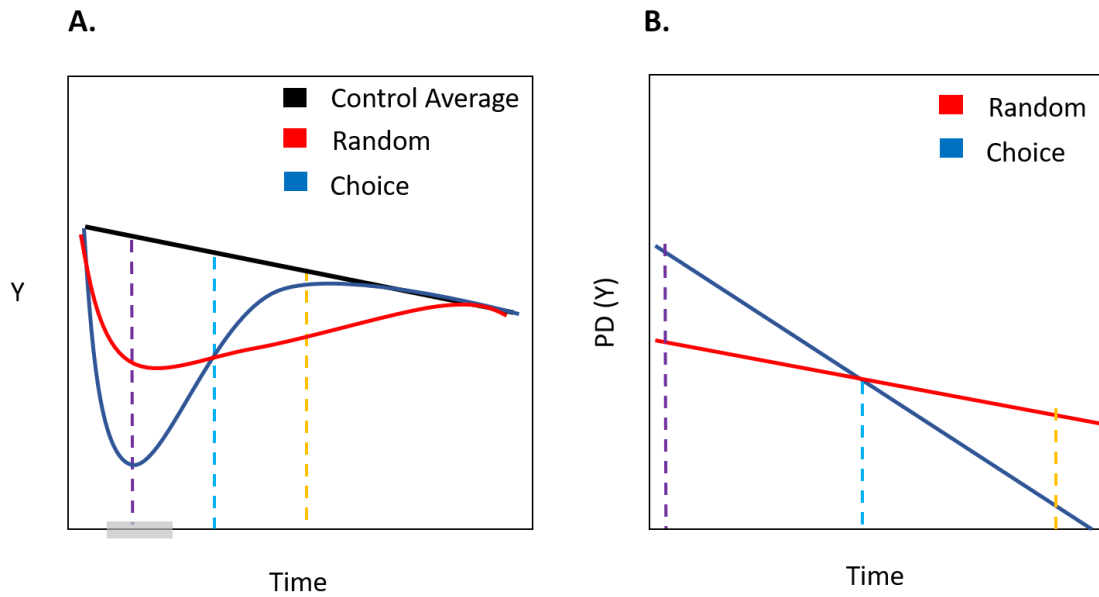 A.
Control Average
Random
Choice
Y
Time
B.
Random
Choice
PD (Y)
Time